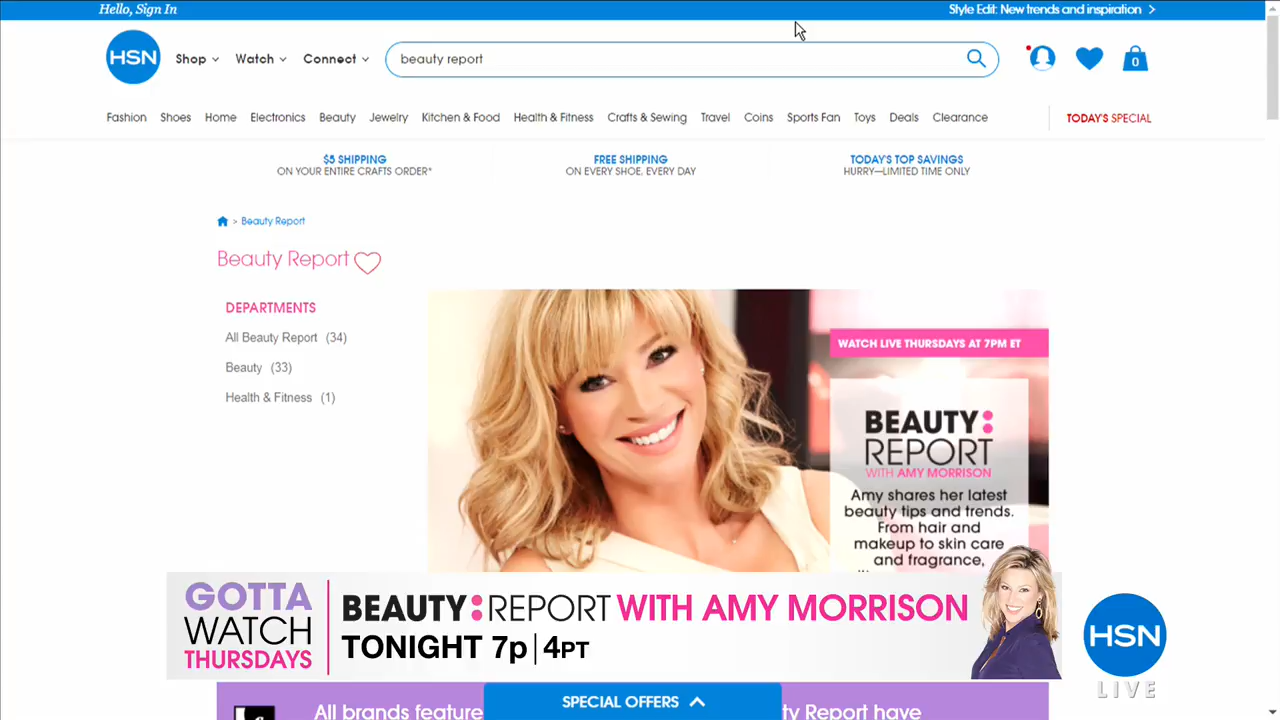 Hello, Sign In
Style Edit: New trends and inspiration
HSN
Shop
Watch
Connect
beauty report
0
Fashion
Shoes
Home
Electronics
Beauty
Jewelry
Kitchen & Food
Health & Fitness
Crafts & Sewing
Travel
Coins
Sports Fan
Toys
Deals
Clearance
TODAY'S SPECIAL
$5 SHIPPING
ON YOUR ENTIRE CRAFTS ORDER*
FREE SHIPPING
ON EVERY SHOE, EVERY DAY
TODAY'S TOP SAVINGS
HURRY—LIMITED TIME ONLY
> Beauty Report
Beauty Report
DEPARTMENTS
All Beauty Report (34)
Beauty (33)
Health & Fitness (1)
WATCH LIVE THURSDAYS AT 7PM ET
BEAUTY:
REPORT
WITH AMY MORRISON
Amy shares her latest
beauty tips and trends.
From hair and
makeup to skin care
and fragrance,
GOTTA
WATCH
THURSDAYS
BEAUTY:REPORT WITH AMY MORRISON
TONIGHT 7p|4PT
HSN
LIVE
All brands feature
SPECIAL OFFERS
ty Report have